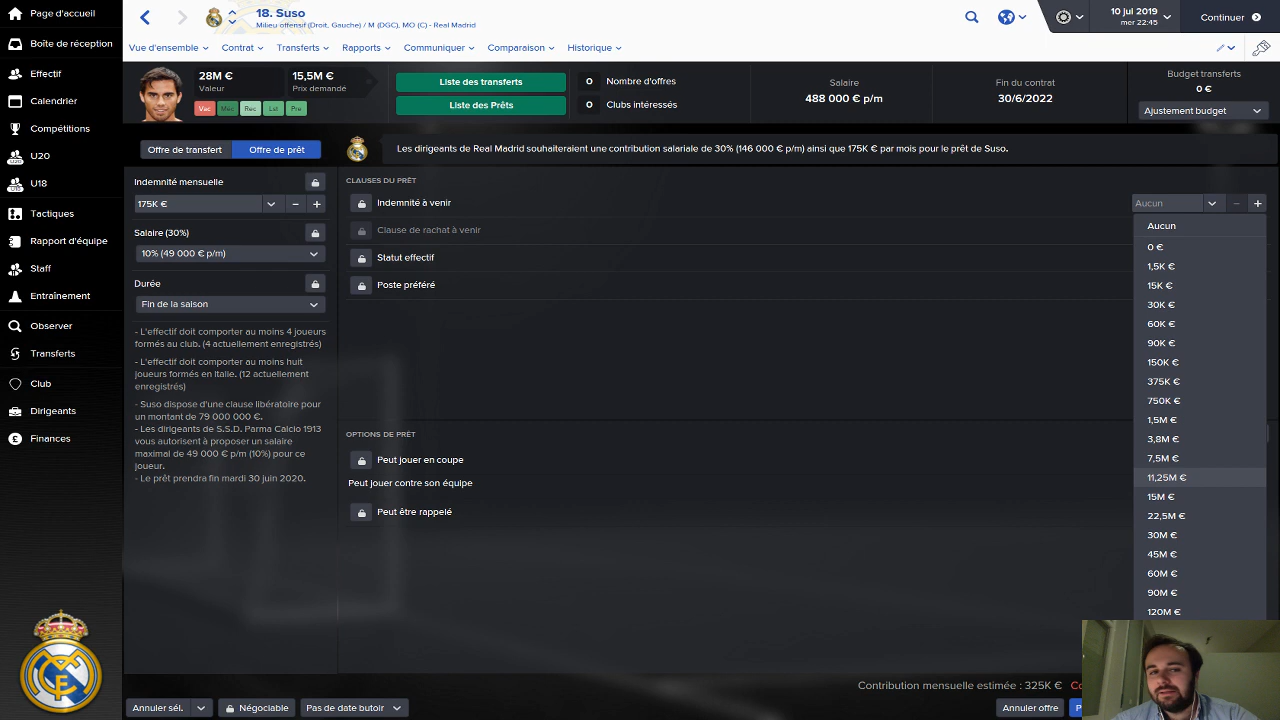 Page d'accueil
Boîte de réception
Effectif
Calendrier
Compétitions
U20
U18
Tactiques
Rapport d'équipe
Staff
Entraînement
Observer
Transferts
Club
Dirigeants
Finances
18. Suso
Milieu offensif (Droit, Gauche) / M (DGC), MO (C) - Real Madrid
10 jul 2019
mer 22:45
Continuer
Vue d'ensemble
Contrat
Transferts
Rapports
Communiquer
Comparaison
Historique
28M €
Valeur
15,5M €
Prix demandé
Vac
Méc
Rec
Lst
Pre
Liste des transferts
Liste des Prêts
0 Nombre d'offres
0 Clubs intéressés
Salaire
488 000 € p/m
Fin du contrat
30/6/2022
Budget transferts
0 €
Ajustement budget
Offre de transfert
Offre de prêt
Les dirigeants de Real Madrid souhaiteraient une contribution salariale de 30% (146 000 € p/m) ainsi que 175K € par mois pour le prêt de Suso.
Indemnité mensuelle
175K €
Salaire (30%)
10% (49 000 € p/m)
Durée
Fin de la saison
- L'effectif doit comporter au moins 4 joueurs
formés au club. (4 actuellement enregistrés)
- L'effectif doit comporter au moins huit
joueurs formés en Italie. (12 actuellement
enregistrés)
- Suso dispose d'une clause libératoire pour
un montant de 79 000 000 €.
- Les dirigeants de S.S.D. Parma Calcio 1913
vous autorisent à proposer un salaire
maximal de 49 000 € p/m (10%) pour ce
joueur.
- Le prêt prendra fin mardi 30 juin 2020.
CLAUSES DU PRÊT
Indemnité à venir
Clause de rachat à venir
Statut effectif
Poste préféré
OPTIONS DE PRÊT
Peut jouer en coupe
Peut jouer contre son équipe
Peut être rappelé
Aucun
Aucun
0 €
1,5K €
15K €
30K €
60K €
90K €
150K €
375K €
750K €
1,5M €
3,8M €
7,5M €
11,25M €
15M €
22,5M €
30M €
45M €
60M €
90M €
120M €
Contribution mensuelle estimée : 325K €
Annuler sél.
Négociable
Pas de date butoir
Annuler offre